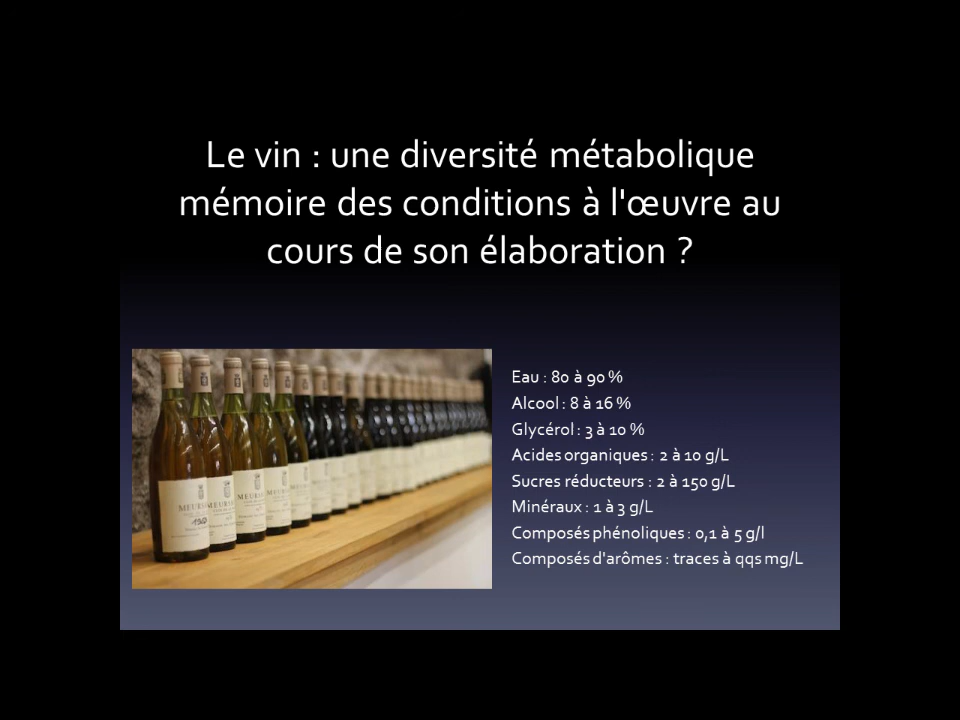 Le vin : une diversité métabolique
mémoire des conditions à l'œuvre au
cours de son élaboration ?
Eau : 80 à 90 %
Alcool : 8 à 16 %
Glycérol : 3 à 10 %
Acides organiques : 2 à 10 g/L
Sucres réducteurs : 2 à 150 g/L
Minéraux : 1 à 3 g/L
Composés phénoliques : 0,1 à 5 g/l
Composés d'arômes : traces à qqs mg/L